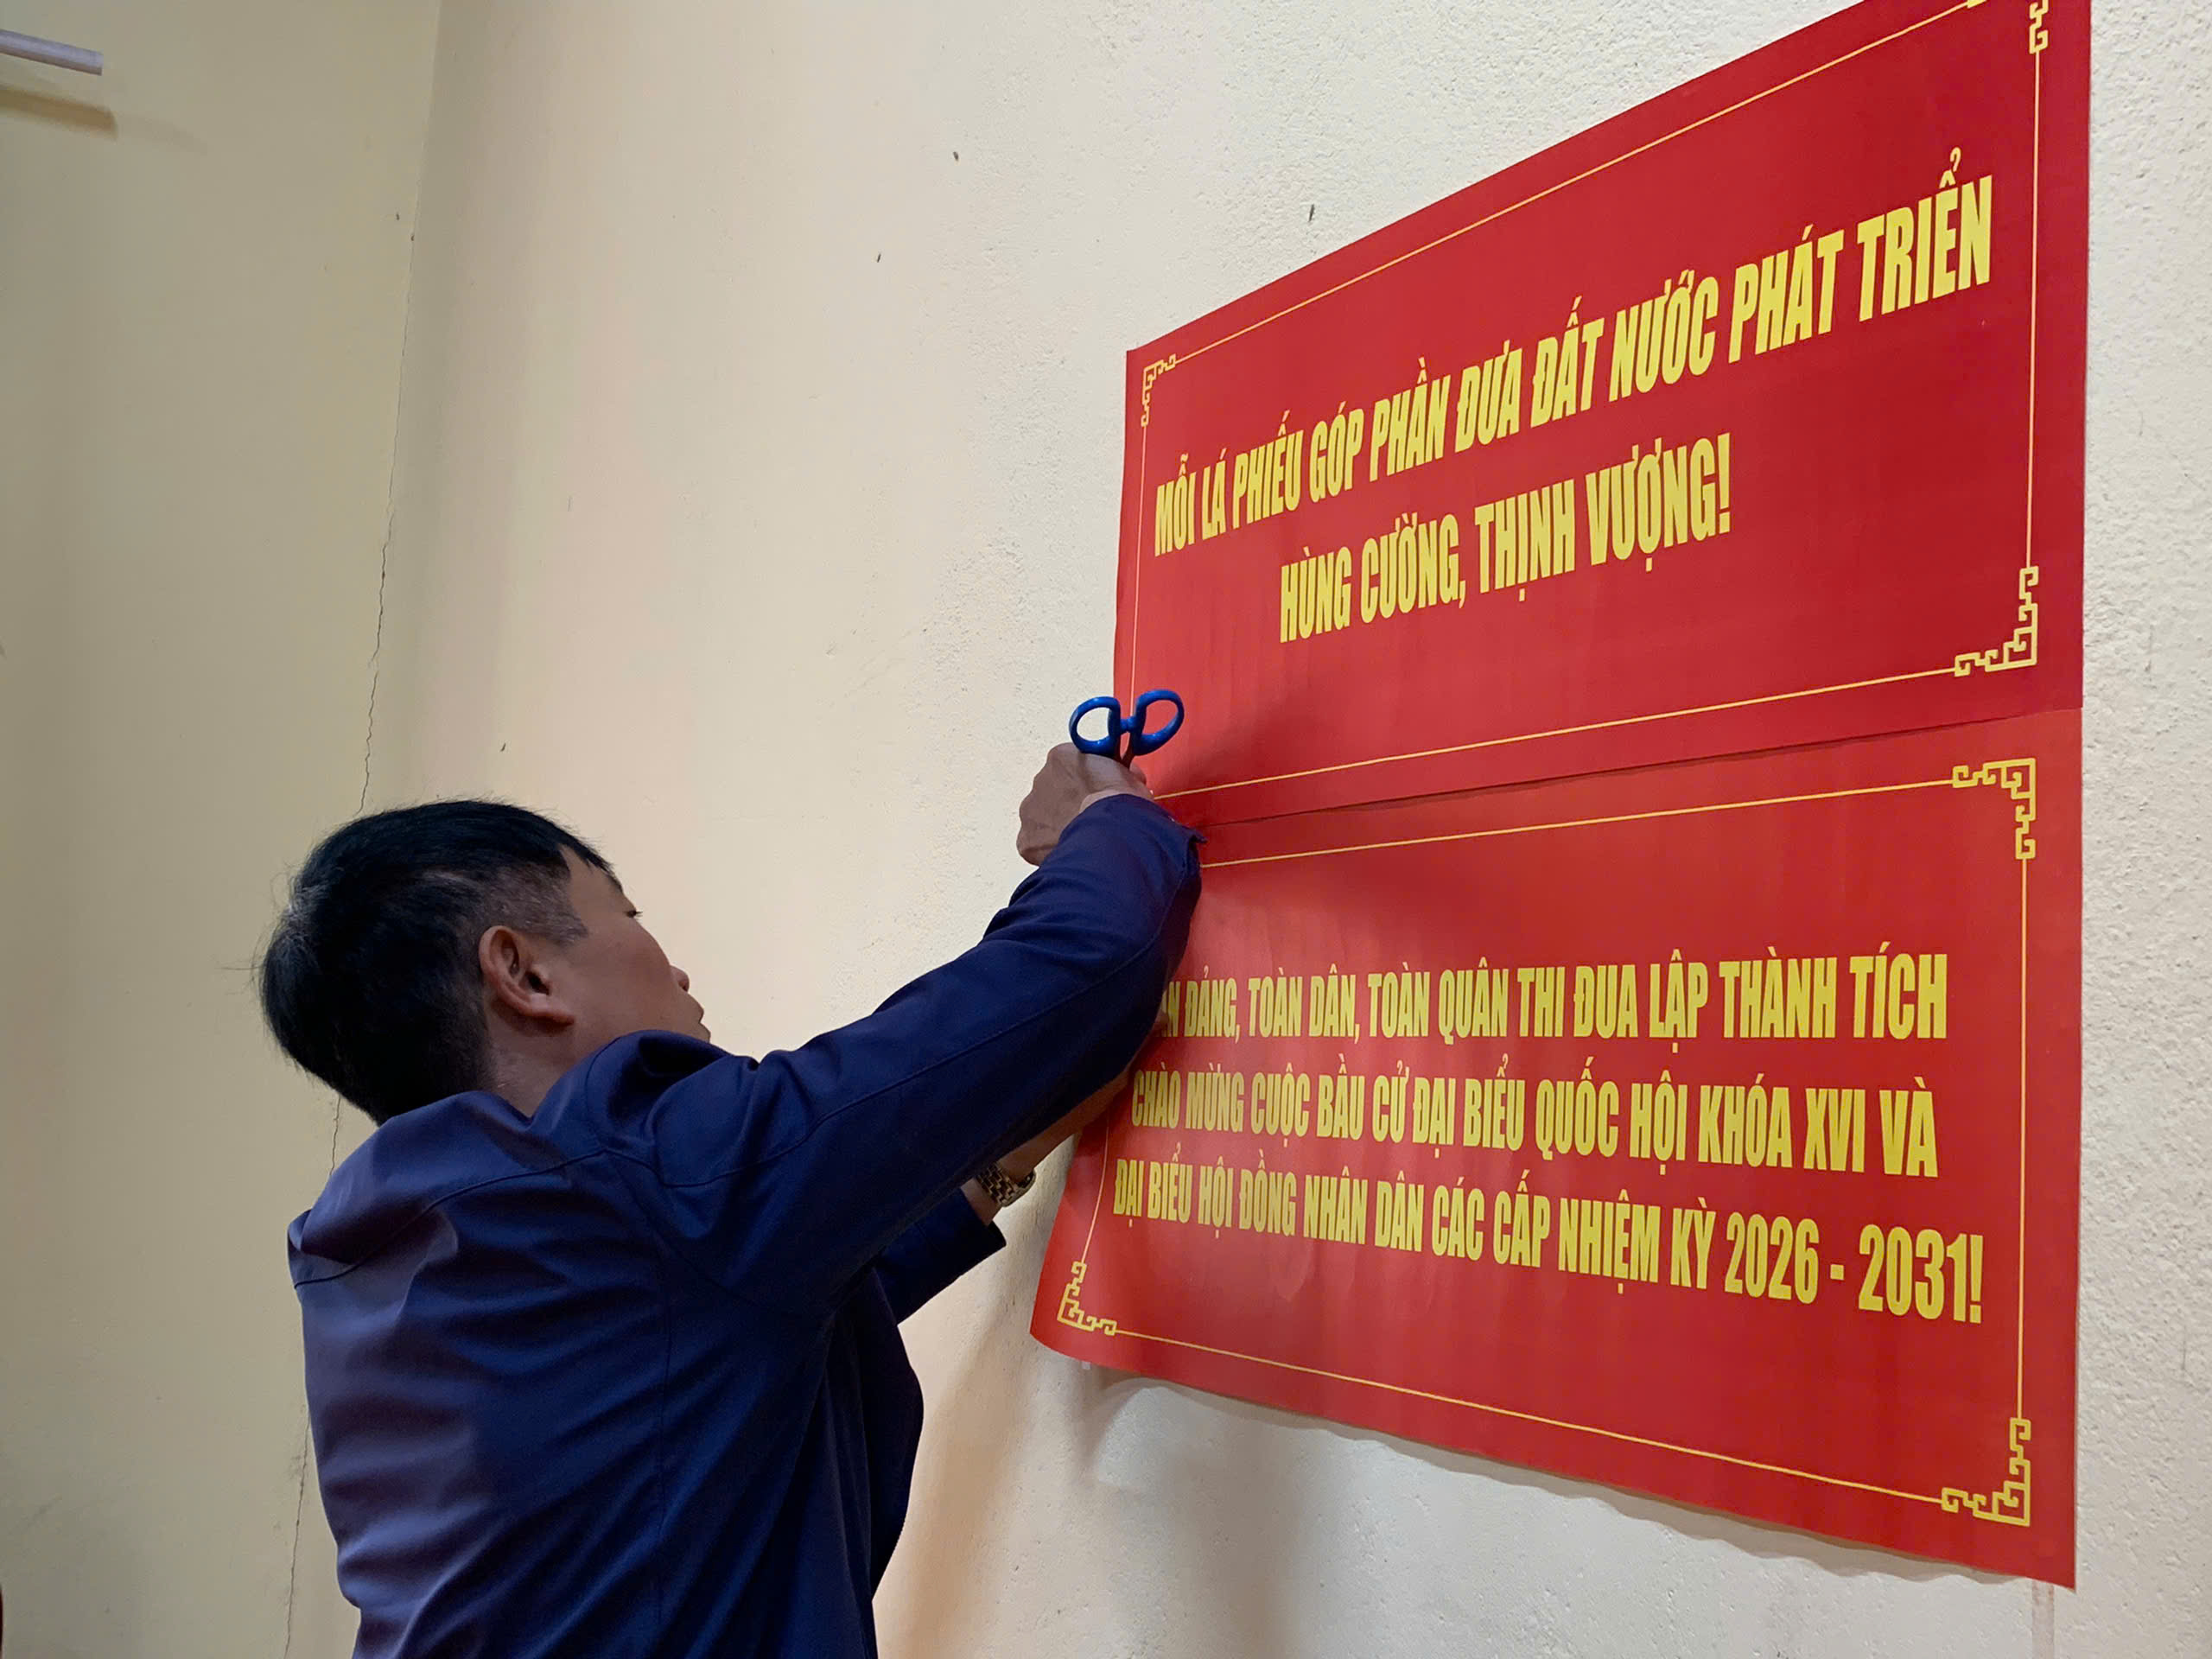 MỖI LÁ PHIẾU GÓP PHẦN ĐƯA ĐẤT NƯỚC PHÁT TRIỂN
HÙNG CƯỜNG, THỊNH VƯỢNG!
ĐẢNG, TOÀN DÂN, TOÀN QUÂN THI ĐUA LẬP THÀNH TÍCH
CHÀO MỪNG CUỘC BẦU CỬ ĐẠI BIỂU QUỐC HỘI KHÓA XVI VÀ
ĐẠI BIỂU HỘI ĐỒNG NHÂN DÂN CÁC CẤP NHIỆM KỲ 2026 - 2031!